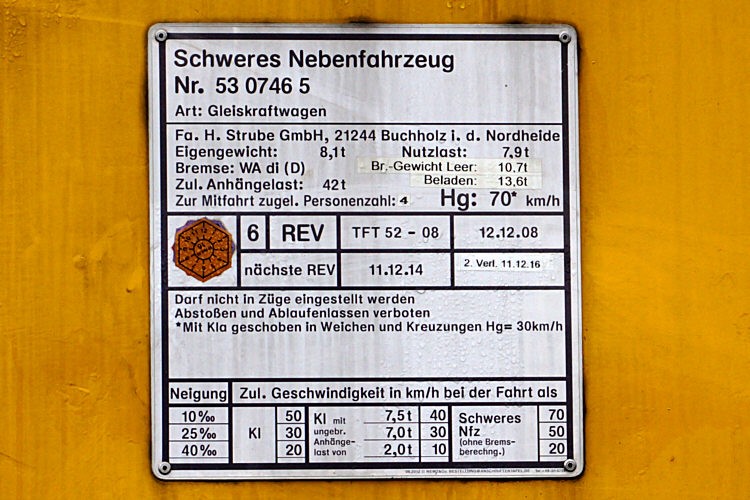 Schweres Nebenfahrzeug
Nr. 53 0746 5
Art: Gleiskraftwagen
Fa. H. Strube GmbH, 21244 Buchholz i. d. Nordheide
Eigengewicht: 8,1t Nutzlast: 7,9t
Bremse: WA di (D) Br.-Gewicht Leer: 10,7t
Zul. Anhängelast: 42t Beladen: 13,6t
Zur Mitfahrt zugel. Personenzahl: 4 Hg: 70* km/h
6 REV TFT 52 - 08 12.12.08
nächste REV 11.12.14 2. Verl. 11.12.16
Darf nicht in Züge eingestellt werden
Abstoßen und Ablaufenlassen verboten
*Mit Kla geschoben in Weichen und Kreuzungen Hg= 30km/h
Neigung Zul. Geschwindigkeit in km/h bei der Fahrt als
10‰ 50 Kl mit 7,5t 40 Schweres 70
25‰ Kl 30 ungebr. 7,0t 30 Nfz 50
40‰ 20 Anhänge- 2,0t 10 (ohne Brems- 20
last von berechng.)